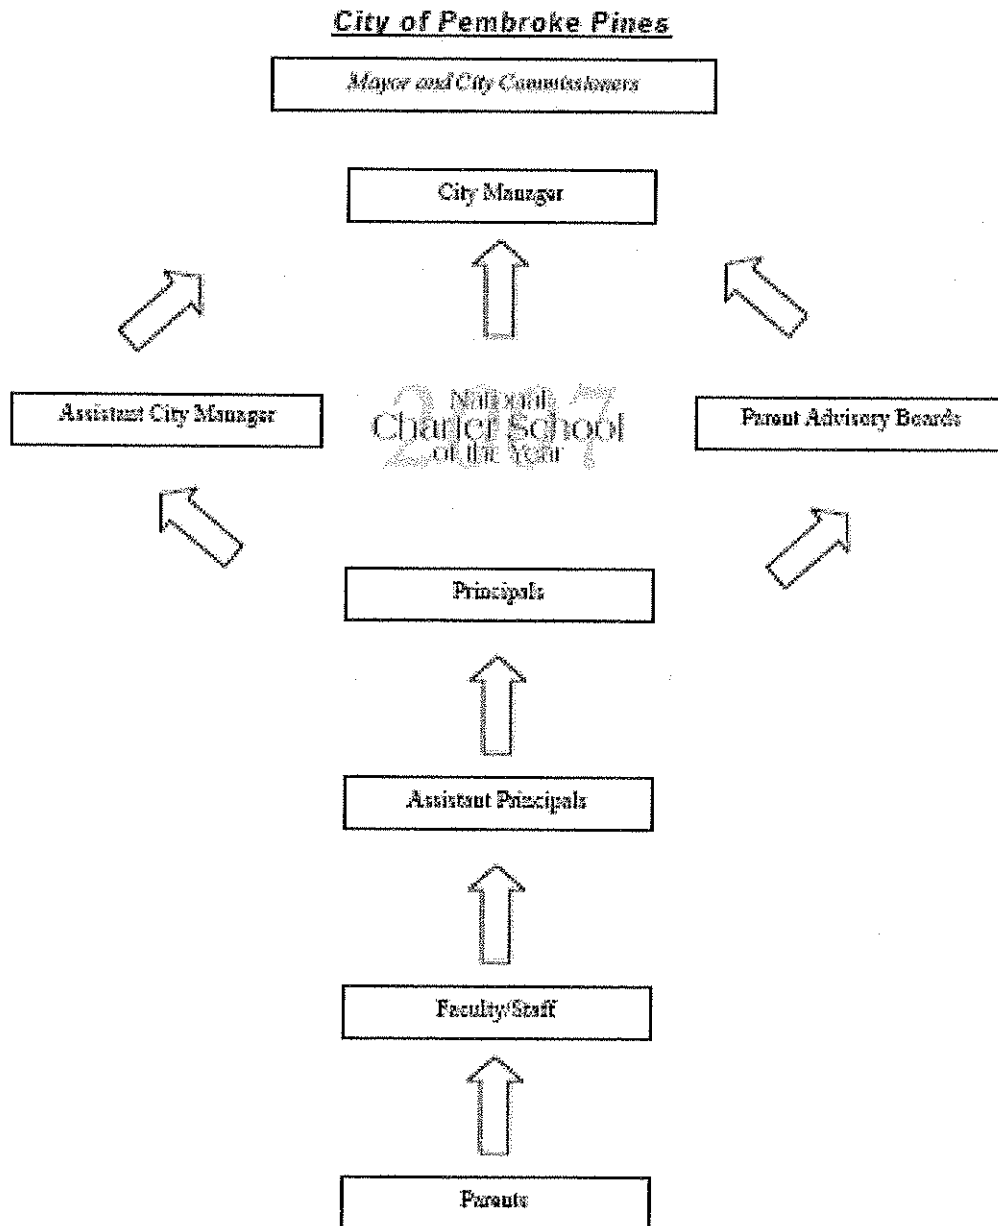 City of Pembroke Pines
Mayor and City Commissioners
City Manager
Assistant City Manager
2007
National
Charter School
of the Year
Parent Advisory Boards
Principals
Assistant Principals
Faculty/Staff
Parents